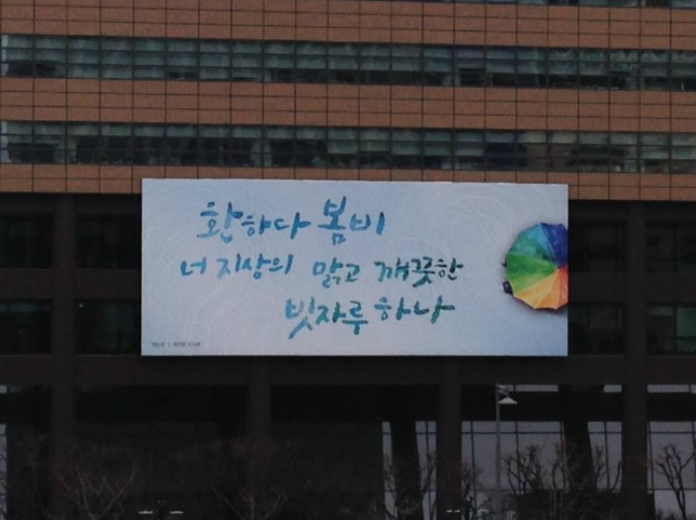 환하다 봄비
너 지상의 맑고 깨끗한
빗자루 하나